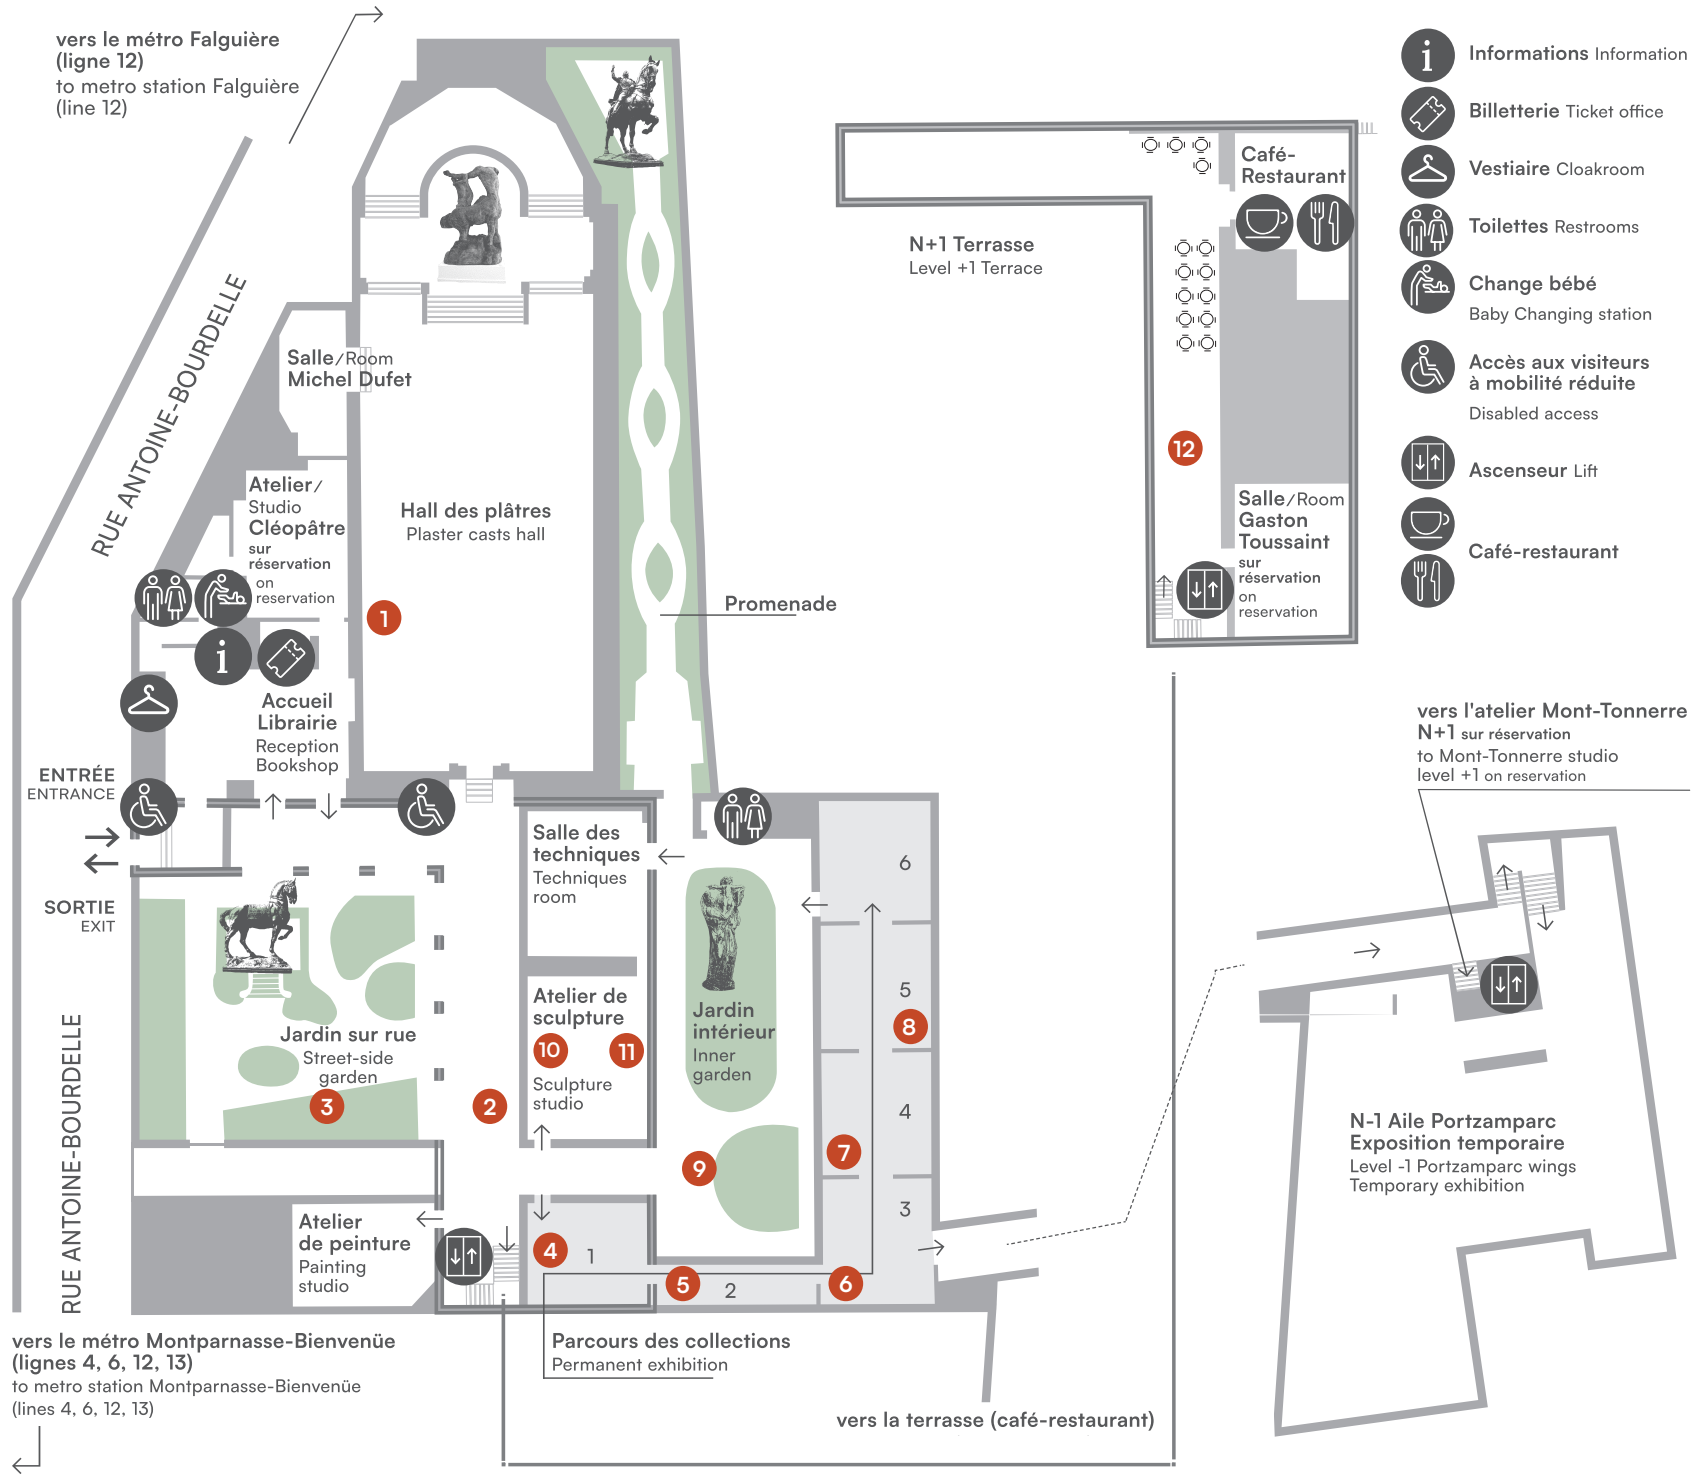 vers le métro Falguière
(ligne 12)
to metro station Falguière
(line 12)
RUE ANTOINE-BOURDELLE
Salle/Room
Michel Dufet
Atelier/
Studio
Cléopâtre
sur
réservation
on
reservation
Hall des plâtres
Plaster casts hall
1
i
Accueil
Librairie
Reception
Bookshop
Promenade
ENTRÉE
ENTRANCE
SORTIE
EXIT
Salle des
techniques
Techniques
room
Atelier de
sculpture
10
11
Sculpture
studio
Jardin
intérieur
Inner
garden
Jardin sur rue
Street-side
garden
3
2
9
6
5
8
4
7
3
RUE ANTOINE-BOURDELLE
Atelier
de peinture
Painting
studio
4
1
5
2
6
Parcours des collections
Permanent exhibition
vers le métro Montparnasse-Bienvenüe
(lignes 4, 6, 12, 13)
to metro station Montparnasse-Bienvenüe
(lines 4, 6, 12, 13)
vers la terrasse (café-restaurant)
N+1 Terrasse
Level +1 Terrace
Café-
Restaurant
12
Salle/Room
Gaston
Toussaint
sur
réservation
on
reservation
i
Informations Information
Billetterie Ticket office
Vestiaire Cloakroom
Toilettes Restrooms
Change bébé
Baby Changing station
Accès aux visiteurs
à mobilité réduite
Disabled access
Ascenseur Lift
Café-restaurant
vers l'atelier Mont-Tonnerre
N+1 sur réservation
to Mont-Tonnerre studio
level +1 on reservation
N-1 Aile Portzamparc
Exposition temporaire
Level -1 Portzamparc wings
Temporary exhibition